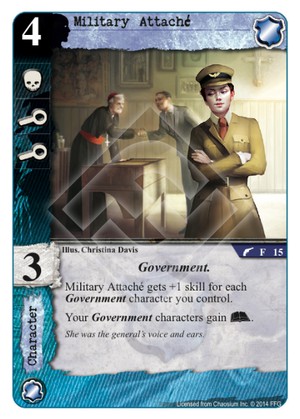 4
Military Attaché
Illus. Christina Davis
F 15
3
Government.
Military Attaché gets +1 skill for each
Government character you control.
Your Government characters gain
She was the general's voice and ears.
Character
Licensed from Chaosium Inc. © 2014 FFG